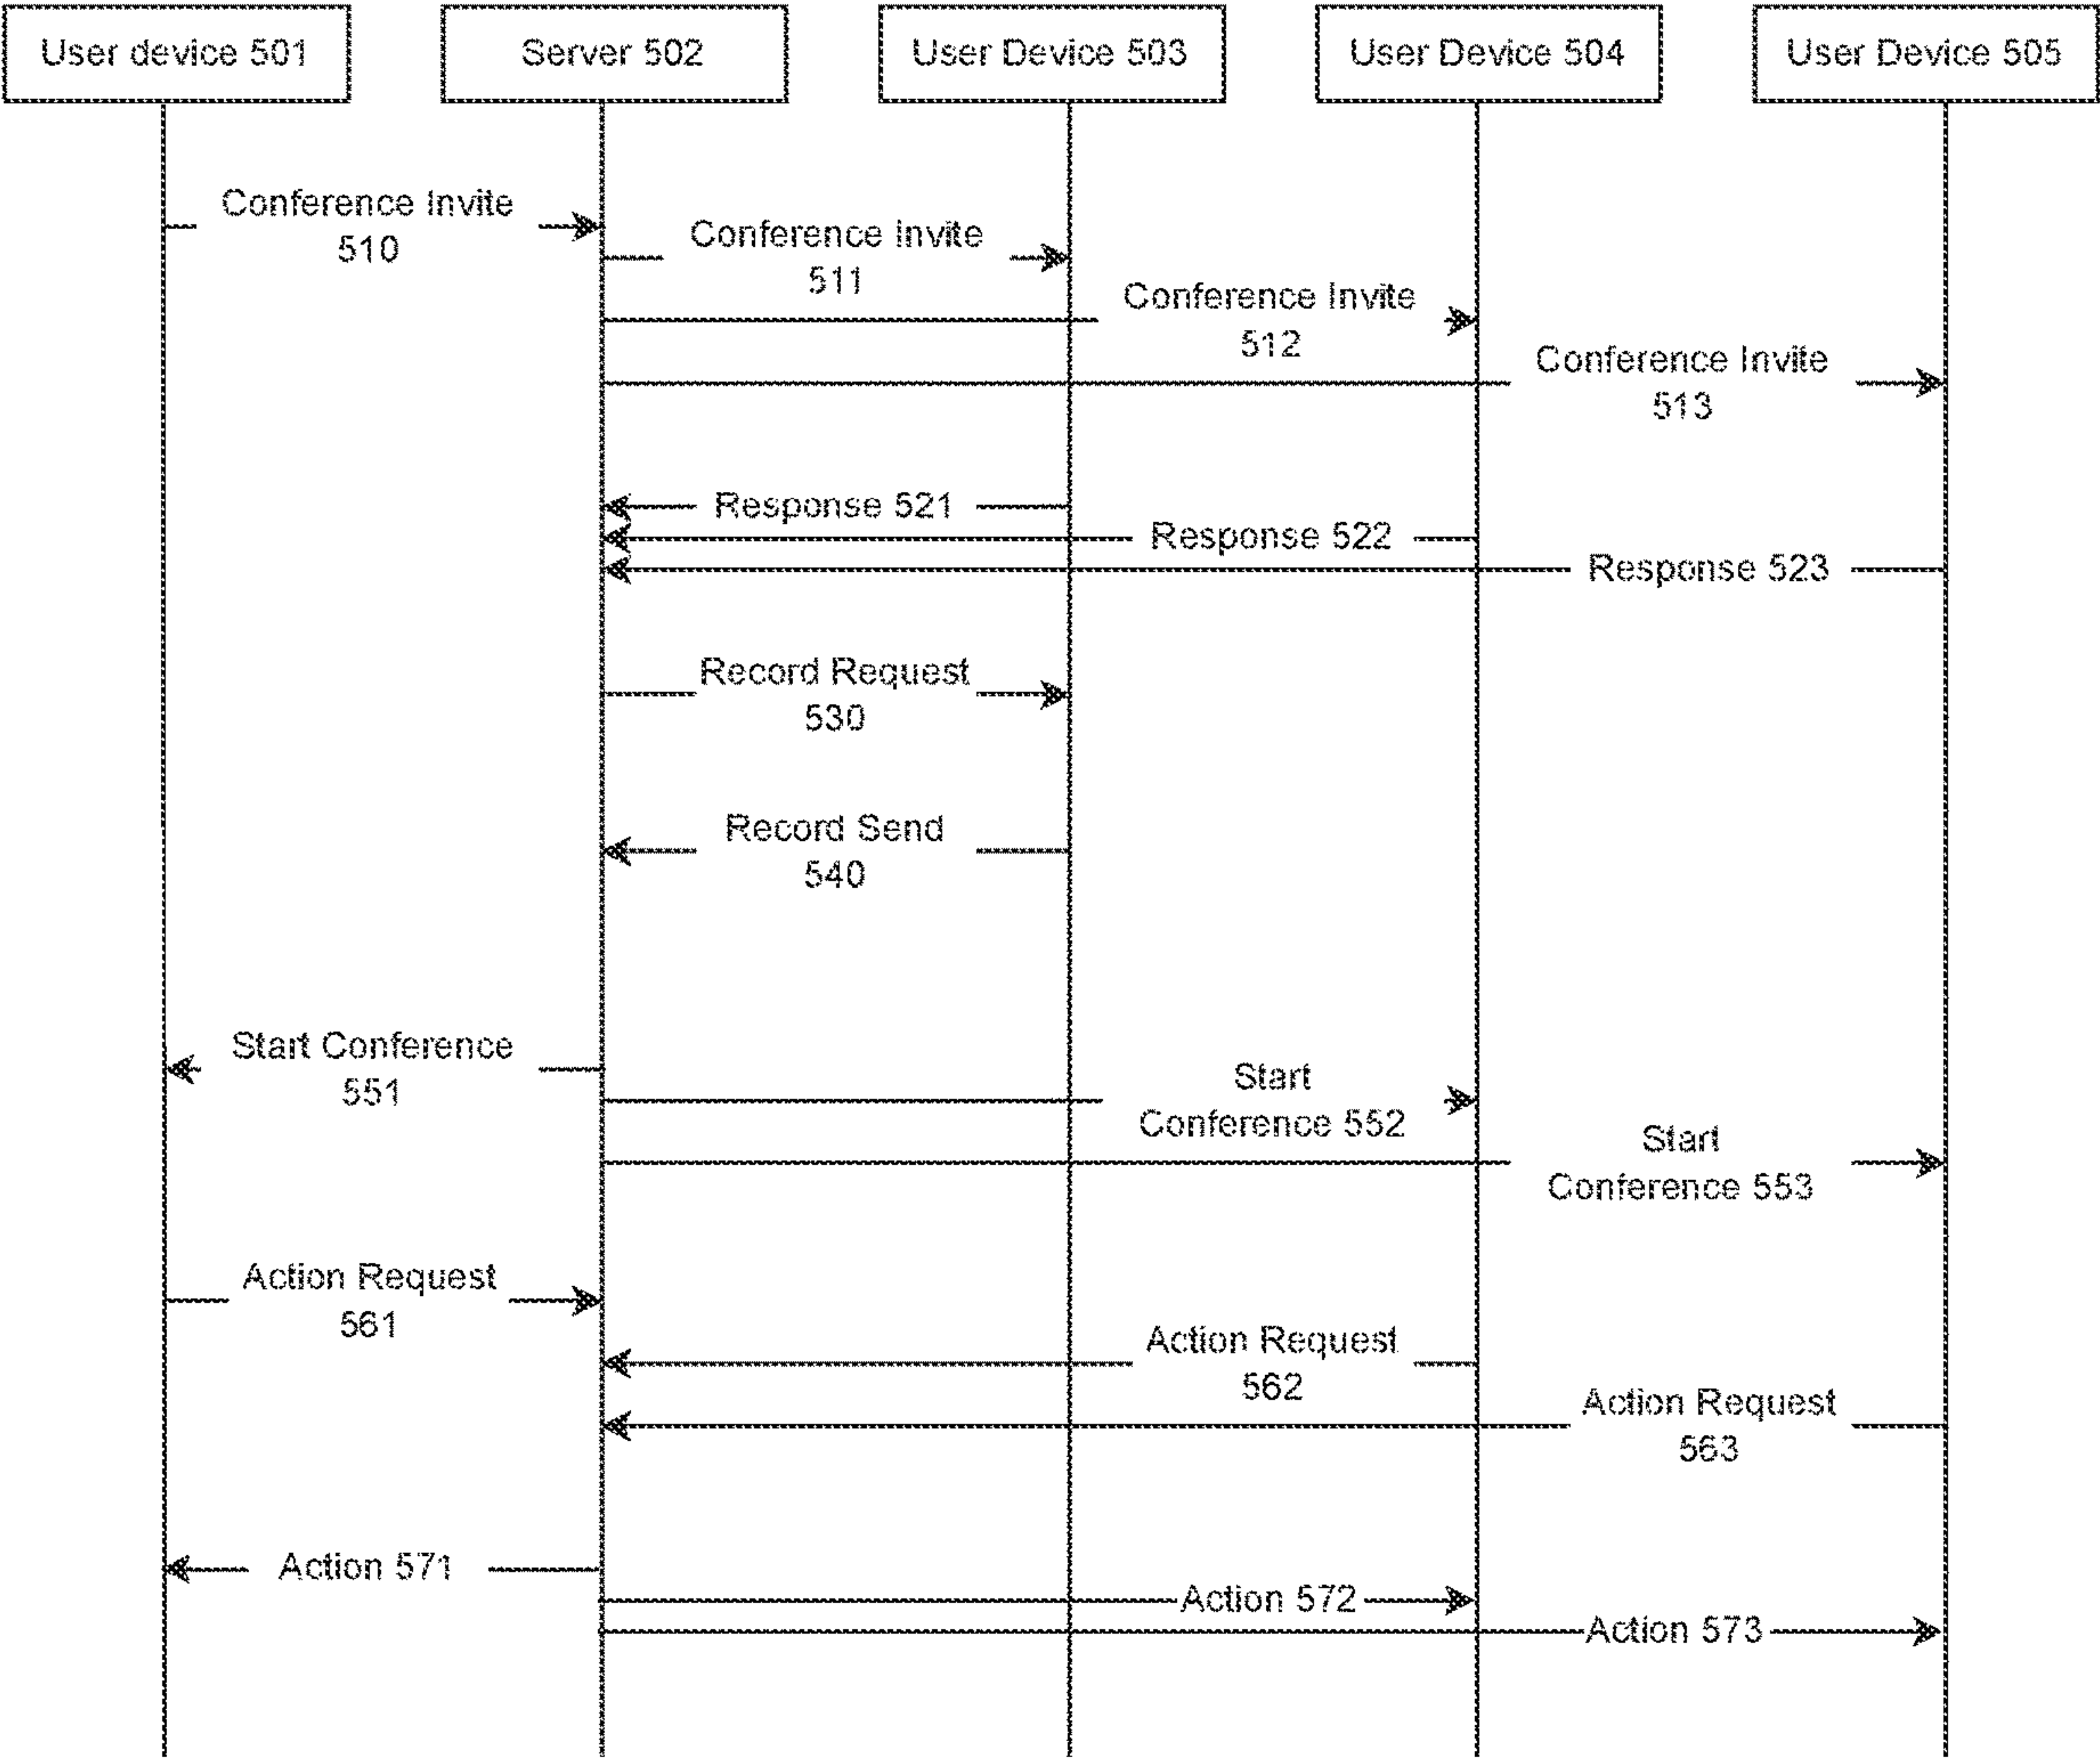 User device 501
Server 502
User Device 503
User Device 504
User Device 505
Conference Invite
510
Conference Invite
511
Conference Invite
512
Conference Invite
513
Response 521
Response 522
Response 523
Record Request
530
Record Send
540
Start Conference
551
Start
Conference 552
Start
Conference 553
Action Request
561
Action Request
562
Action Request
563
Action 571
Action 572
Action 573